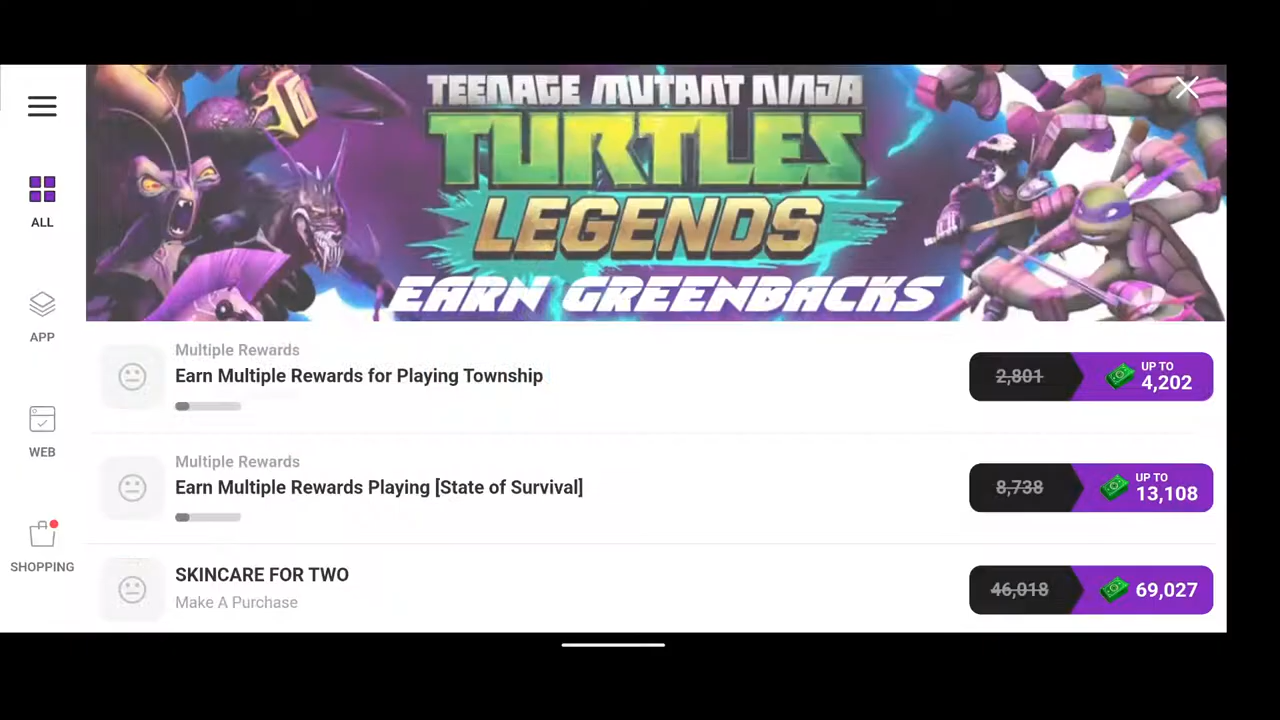 TEENAGE MUTANT NINJA
TURTLES
LEGENDS
EARN GREENBACKS
ALL
APP
WEB
SHOPPING
Multiple Rewards
Earn Multiple Rewards for Playing Township
2,801
UP TO
4,202
Multiple Rewards
Earn Multiple Rewards Playing [State of Survival]
8,738
UP TO
13,108
SKINCARE FOR TWO
Make A Purchase
46,018
69,027